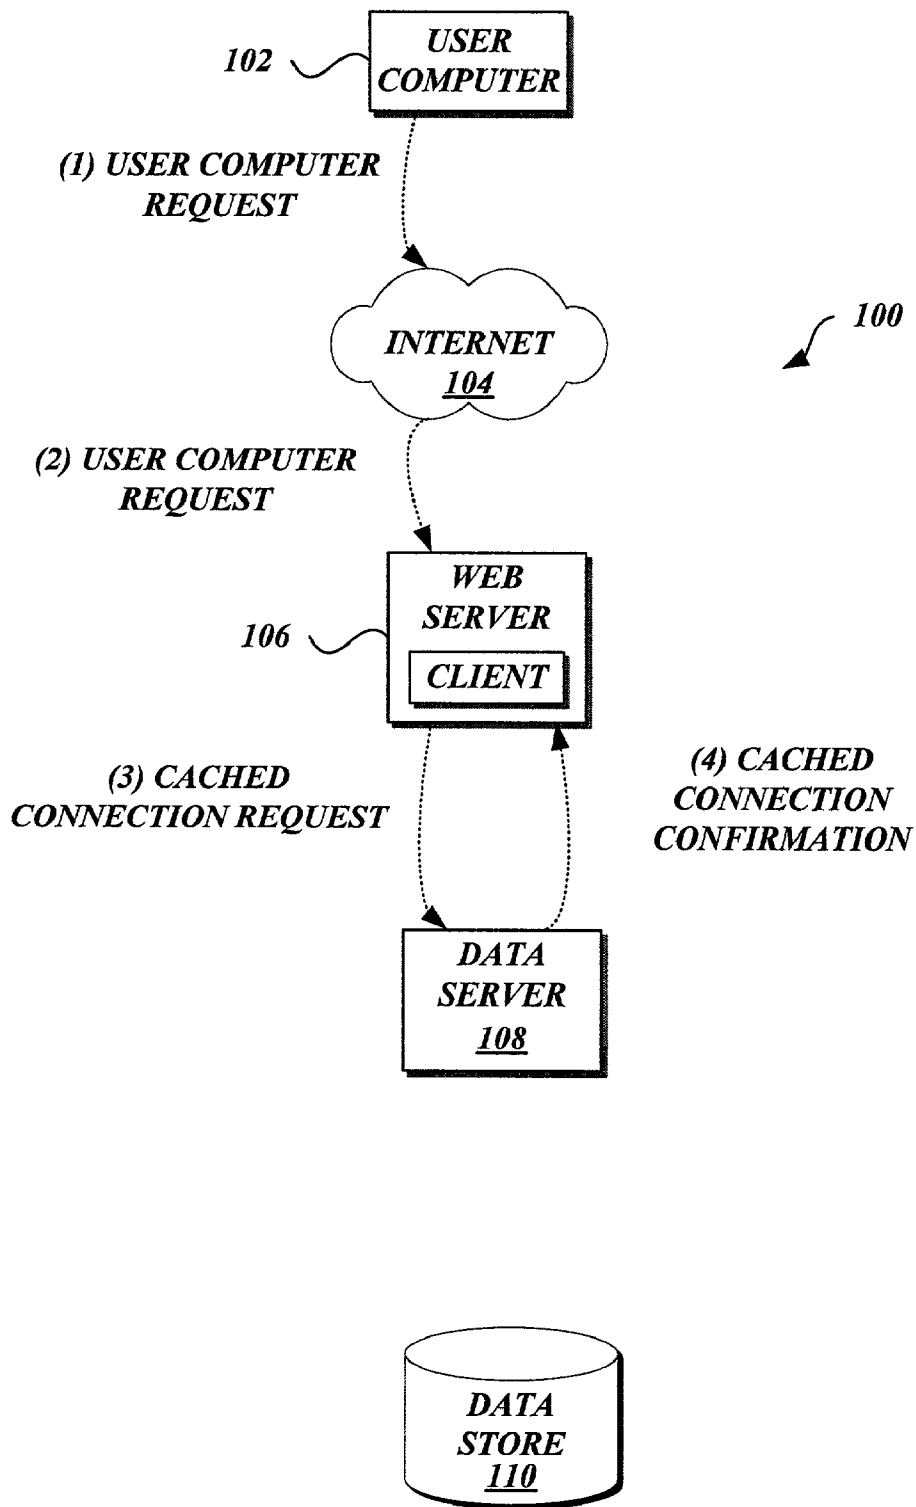 USER
COMPUTER
102
(1) USER COMPUTER
REQUEST
100
INTERNET
104
(2) USER COMPUTER
REQUEST
WEB
SERVER
106
CLIENT
(3) CACHED
CONNECTION REQUEST
(4) CACHED
CONNECTION
CONFIRMATION
DATA
SERVER
108
DATA
STORE
110